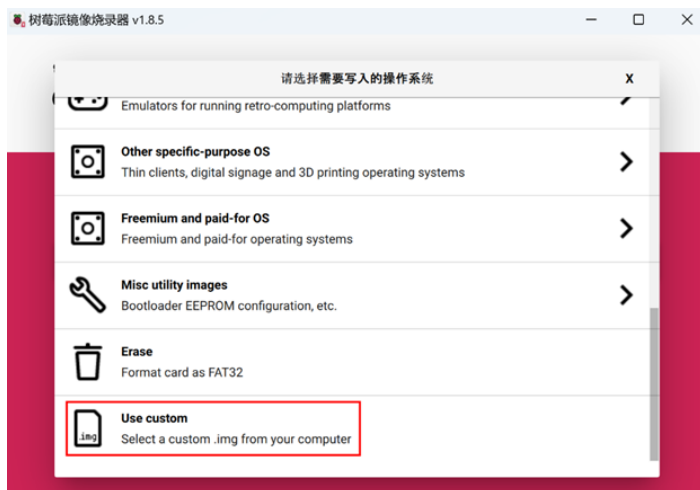 树莓派镜像烧录器 v1.8.5
请选择需要写入的操作系统
X
Emulators for running retro-computing platforms
Other specific-purpose OS
Thin clients, digital signage and 3D printing operating systems
Freemium and paid-for OS
Freemium and paid-for operating systems
Misc utility images
Bootloader EEPROM configuration, etc.
Erase
Format card as FAT32
Use custom
.img
Select a custom .img from your computer